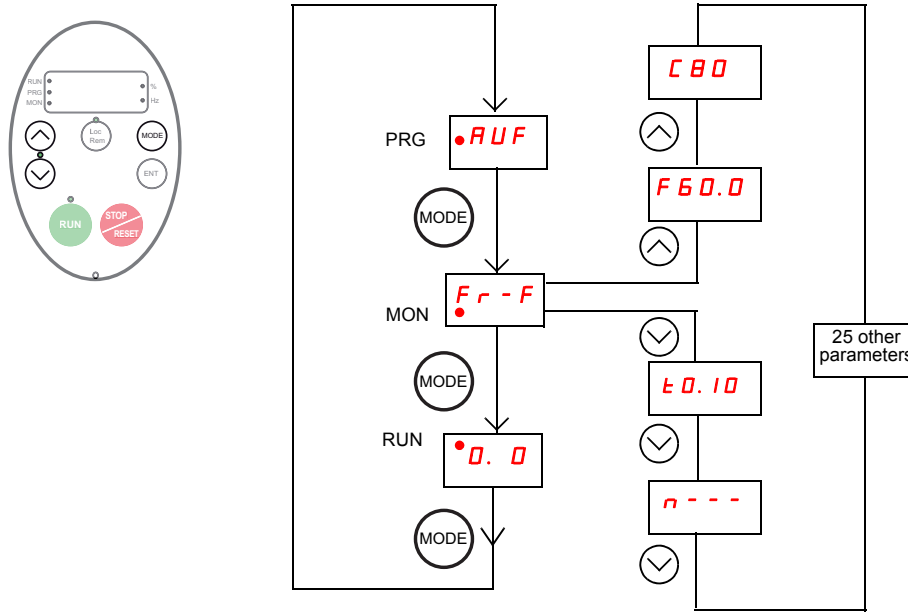 RUN
PRG
MON
%
Hz
Loc
Rem
MODE
ENT
RUN
STOP
RESET
PRG
AUF
MODE
MON
Fr-F
MODE
RUN
0. 0
MODE
C80
F60.0
t0.10
n---
25 other
parameters